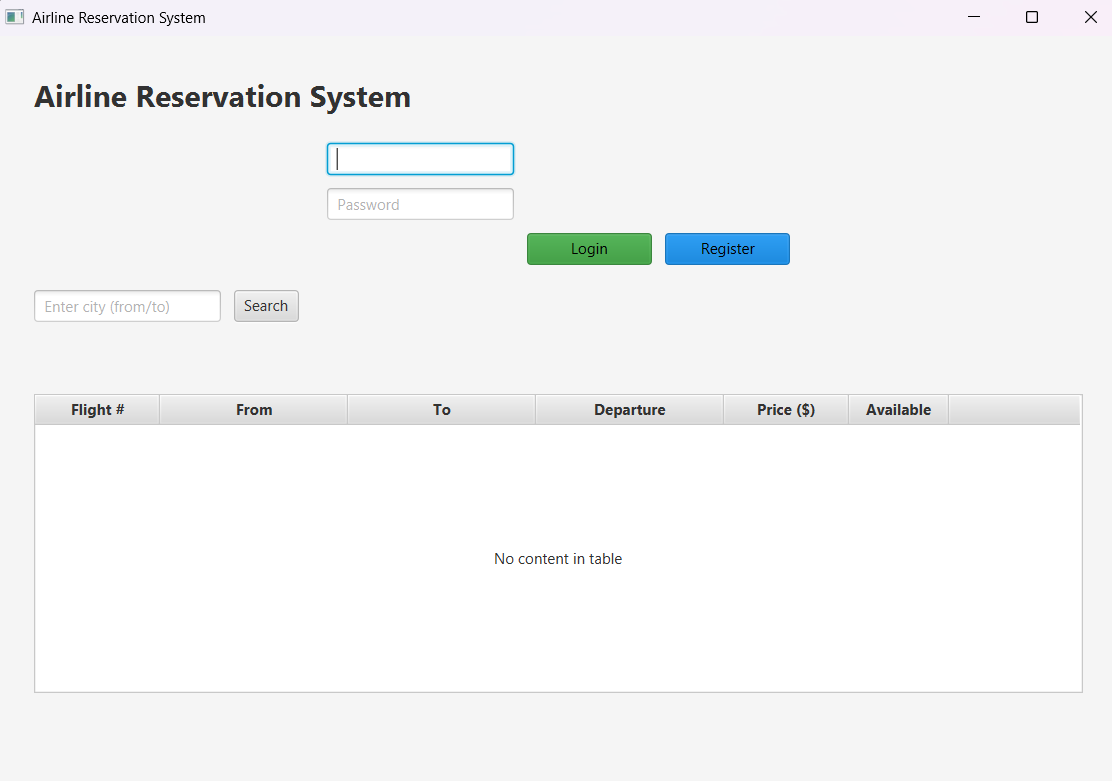 Airline Reservation System
Airline Reservation System
Password
Login Register
Enter city (from/to) Search
Flight # From To Departure Price ($) Available
No content in table